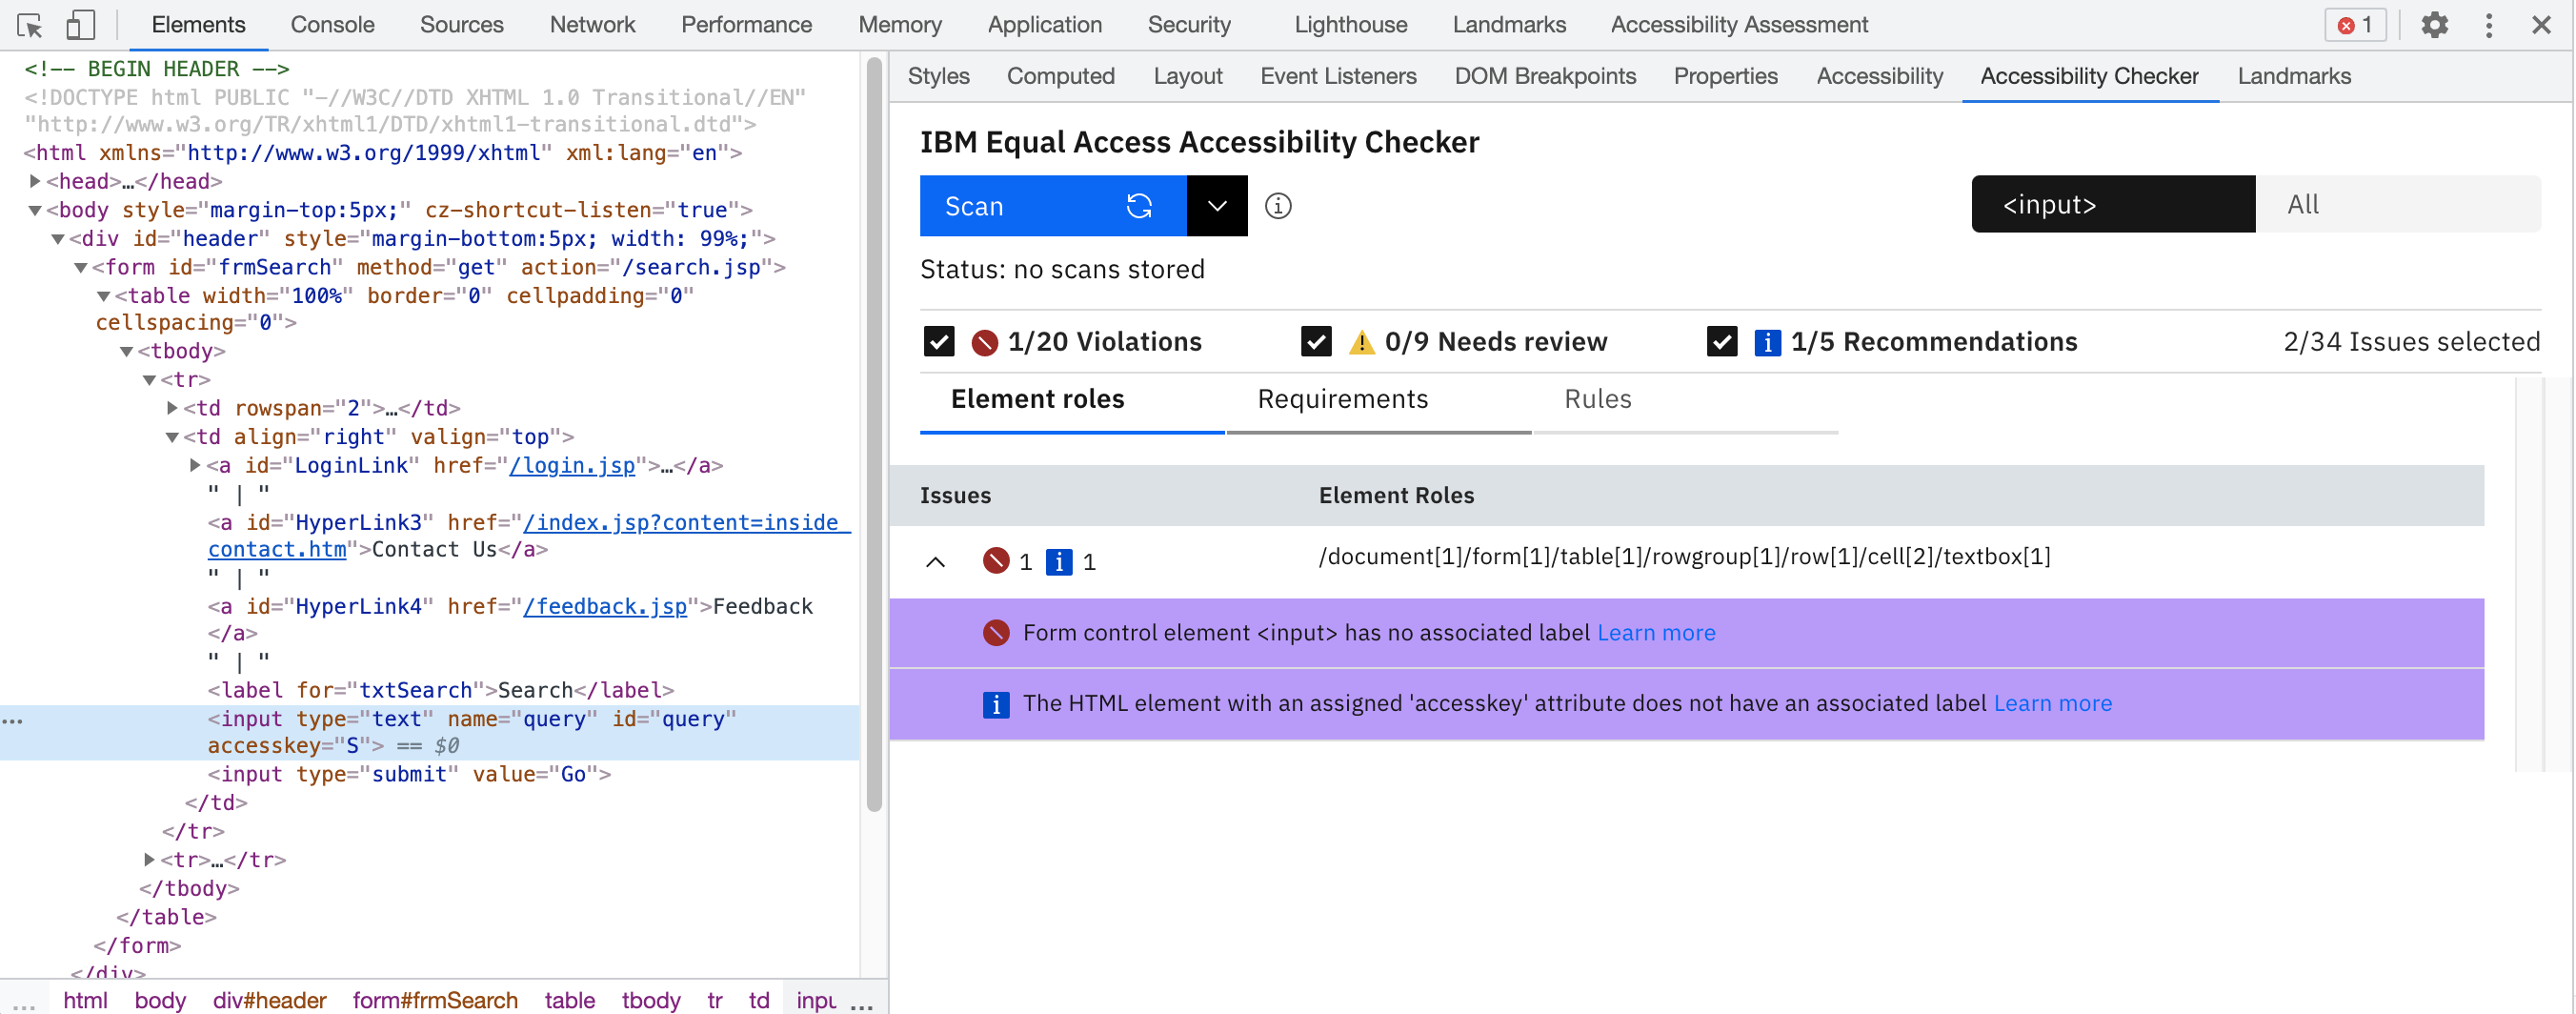 Elements Console Sources Network Performance Memory Application Security Lighthouse Landmarks Accessibility Assessment 1
<!-- BEGIN HEADER -->
<!DOCTYPE html PUBLIC "-//W3C//DTD XHTML 1.0 Transitional//EN"
"http://www.w3.org/TR/xhtml1/DTD/xhtml1-transitional.dtd">
<html xmlns="http://www.w3.org/1999/xhtml" xml:lang="en">
<head>…</head>
<body style="margin-top:5px;" cz-shortcut-listen="true">
<div id="header" style="margin-bottom:5px; width: 99%;">
<form id="frmSearch" method="get" action="/search.jsp">
<table width="100%" border="0" cellpadding="0"
cellspacing="0">
<tbody>
<tr>
<td rowspan="2">…</td>
<td align="right" valign="top">
<a id="LoginLink" href="/login.jsp">…</a>
" | "
<a id="HyperLink3" href="/index.jsp?content=inside_
contact.htm">Contact Us</a>
" | "
<a id="HyperLink4" href="/feedback.jsp">Feedback
</a>
" | "
<label for="txtSearch">Search</label>
… <input type="text" name="query" id="query"
accesskey="S"> == $0
<input type="submit" value="Go">
</td>
</tr>
<tr>…</tr>
</tbody>
</table>
</form>
</div>
... html body div#header form#frmSearch table tbody tr td inpu ...
Styles Computed Layout Event Listeners DOM Breakpoints Properties Accessibility Accessibility Checker Landmarks
IBM Equal Access Accessibility Checker
Scan <input> All
Status: no scans stored
1/20 Violations 0/9 Needs review 1/5 Recommendations 2/34 Issues selected
Element roles Requirements Rules
Issues Element Roles
1 1 /document[1]/form[1]/table[1]/rowgroup[1]/row[1]/cell[2]/textbox[1]
Form control element <input> has no associated label Learn more
The HTML element with an assigned 'accesskey' attribute does not have an associated label Learn more